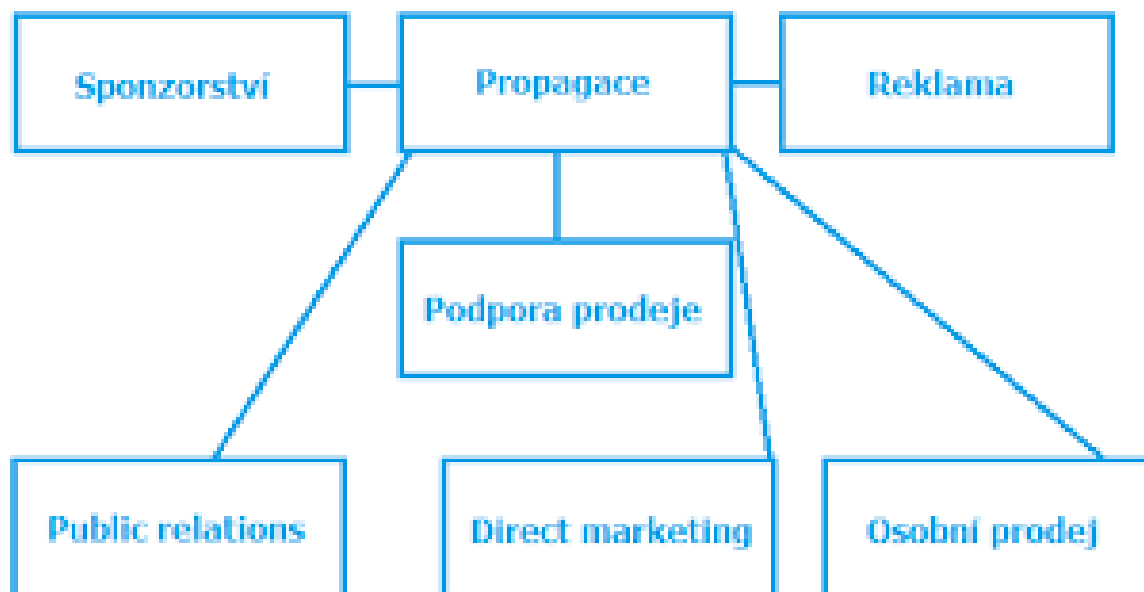 Sponzorství
Propagace
Reklama
Podpora prodeje
Public relations
Direct marketing
Osobní prodej